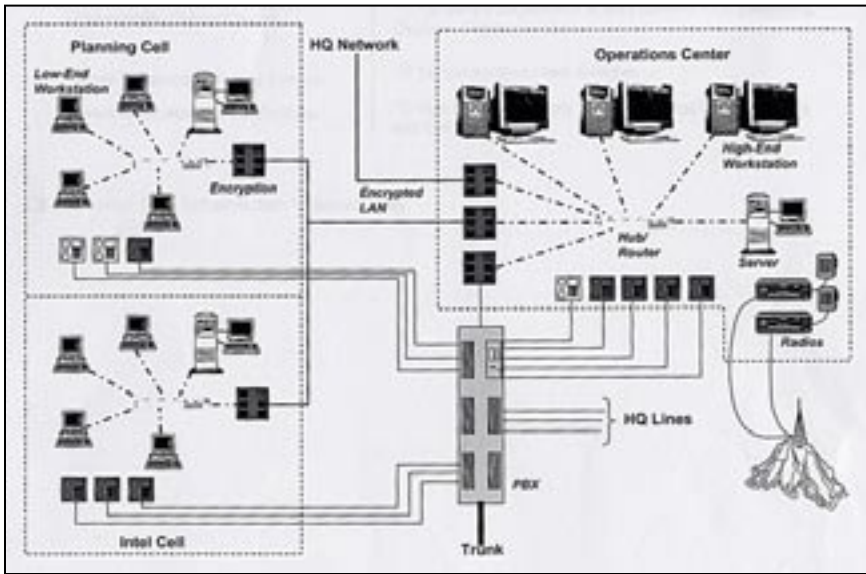 Planning Cell
Low-End
Workstation
Encryption
HQ Network
Operations Center
High-End
Workstation
Encrypted
LAN
Hub/
Router
Server
Radios
HQ Lines
PBX
Trunk
Intel Cell